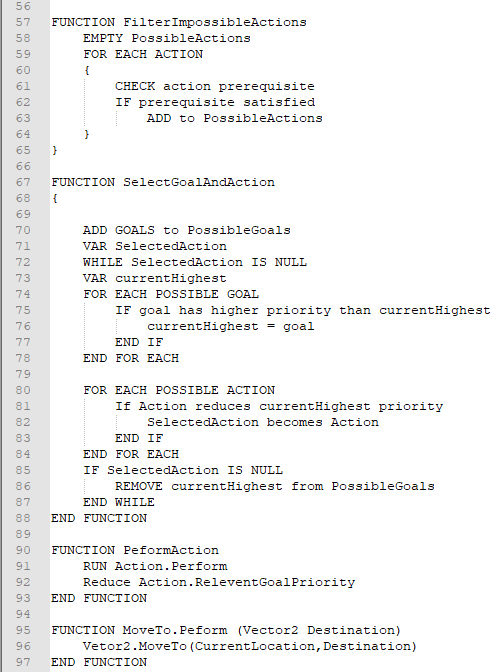 56
57 FUNCTION FilterImpossibleActions
58 EMPTY PossibleActions
59 FOR EACH ACTION
60 {
61 CHECK action prerequisite
62 IF prerequisite satisfied
63 ADD to PossibleActions
64 }
65 }
66
67 FUNCTION SelectGoalAndAction
68 {
69
70 ADD GOALS to PossibleGoals
71 VAR SelectedAction
72 WHILE SelectedAction IS NULL
73 VAR currentHighest
74 FOR EACH POSSIBLE GOAL
75 IF goal has higher priority than currentHighest
76 currentHighest = goal
77 END IF
78 END FOR EACH
79
80 FOR EACH POSSIBLE ACTION
81 If Action reduces currentHighest priority
82 SelectedAction becomes Action
83 END IF
84 END FOR EACH
85 IF SelectedAction IS NULL
86 REMOVE currentHighest from PossibleGoals
87 END WHILE
88 END FUNCTION
89
90 FUNCTION PeformAction
91 RUN Action.Perform
92 Reduce Action.ReleventGoalPriority
93 END FUNCTION
94
95 FUNCTION MoveTo.Peform (Vector2 Destination)
96 Vetor2.MoveTo(CurrentLocation,Destination)
97 END FUNCTION